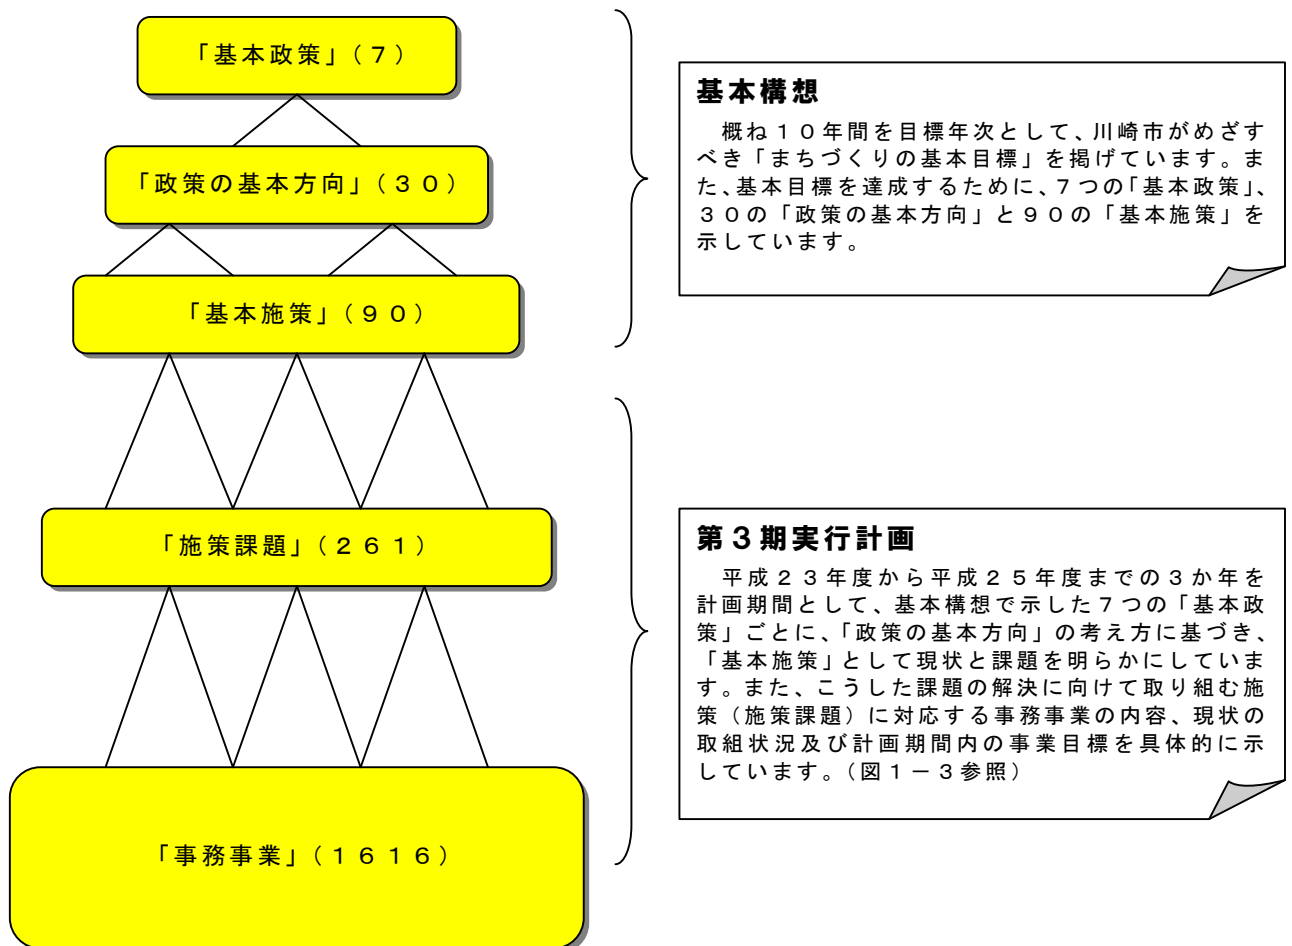 「基本政策」(7)
「政策の基本方向」(30)
「基本施策」(90)
「施策課題」(261)
「事務事業」(1616)
基本構想
　概ね10年間を目標年次として、川崎市がめざす
べき「まちづくりの基本目標」を掲げています。ま
た、基本目標を達成するために、7つの「基本政策」、
30の「政策の基本方向」と90の「基本施策」を
示しています。
第3期実行計画
　平成23年度から平成25年度までの3か年を
計画期間として、基本構想で示した7つの「基本政
策」ごとに、「政策の基本方向」の考え方に基づき、
「基本施策」として現状と課題を明らかにしていま
す。また、こうした課題の解決に向けて取り組む施
策（施策課題）に対応する事務事業の内容、現状の
取組状況及び計画期間内の事業目標を具体的に示
しています。（図1－3参照）